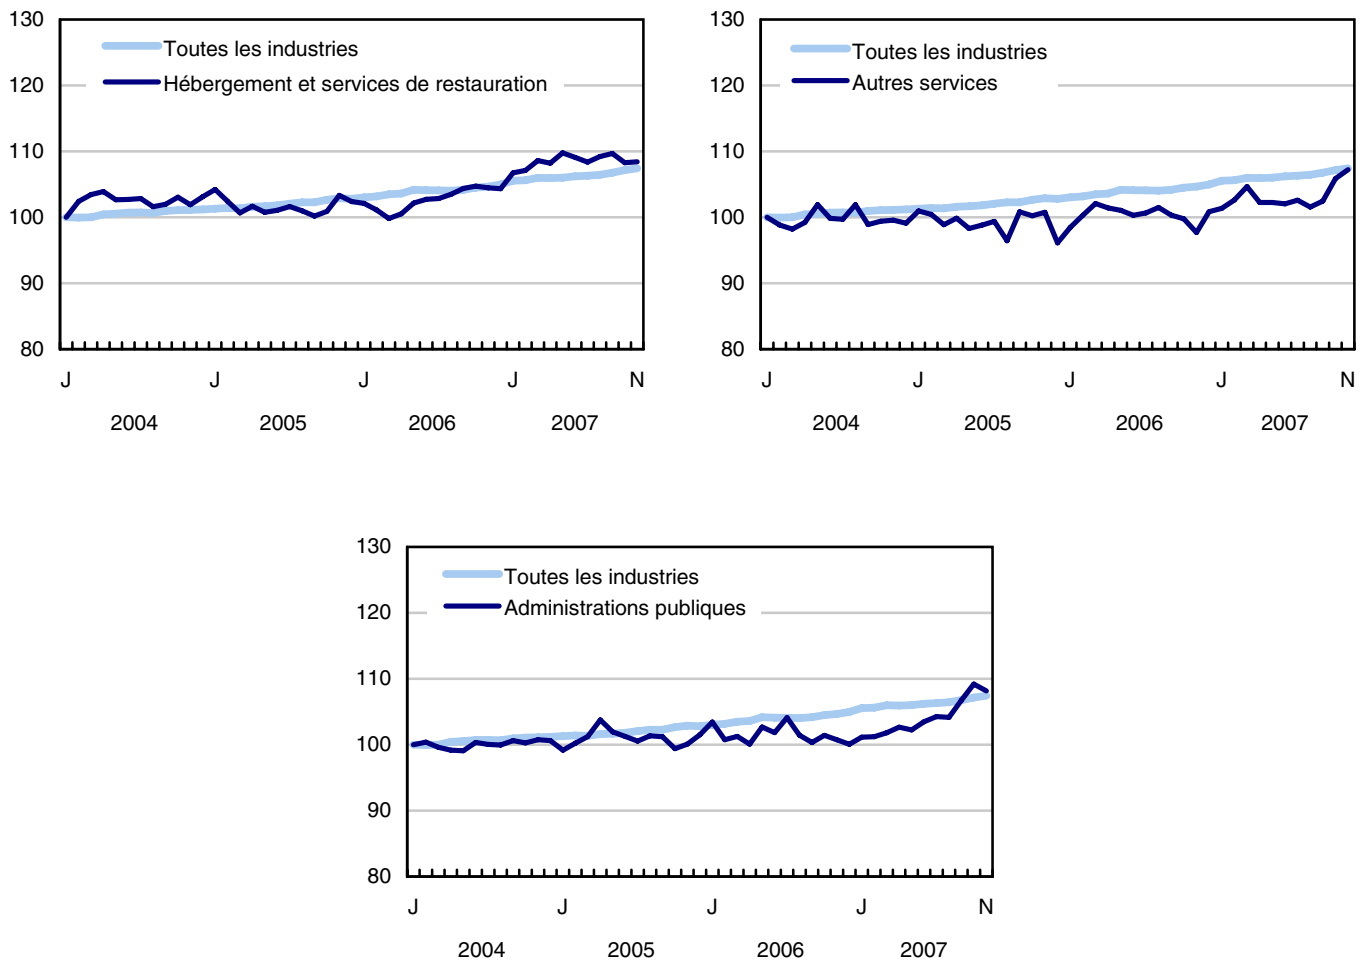 130
120
110
100
90
80
Toutes les industries
Hébergement et services de restauration
J J J J N
2004 2005 2006 2007
130
120
110
100
90
80
Toutes les industries
Autres services
J J J J N
2004 2005 2006 2007
130
120
110
100
90
80
Toutes les industries
Administrations publiques
J J J J N
2004 2005 2006 2007